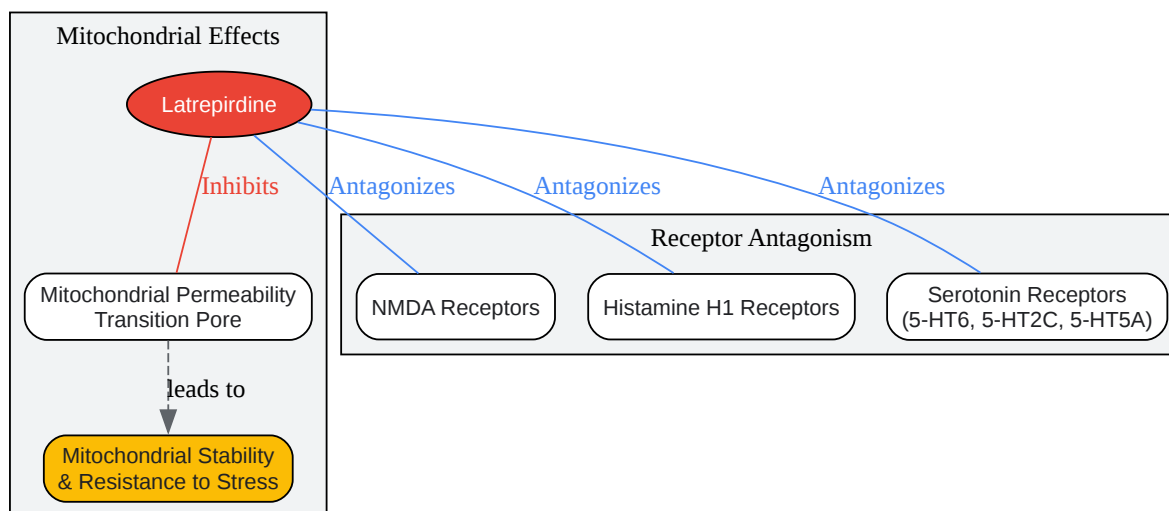 Mitochondrial Effects
Latrepirdine
Inhibits
Antagonizes
Antagonizes
Antagonizes
Receptor Antagonism
Mitochondrial Permeability
Transition Pore
NMDA Receptors
Histamine H1 Receptors
Serotonin Receptors
(5-HT6, 5-HT2C, 5-HT5A)
leads to
Mitochondrial Stability
& Resistance to Stress